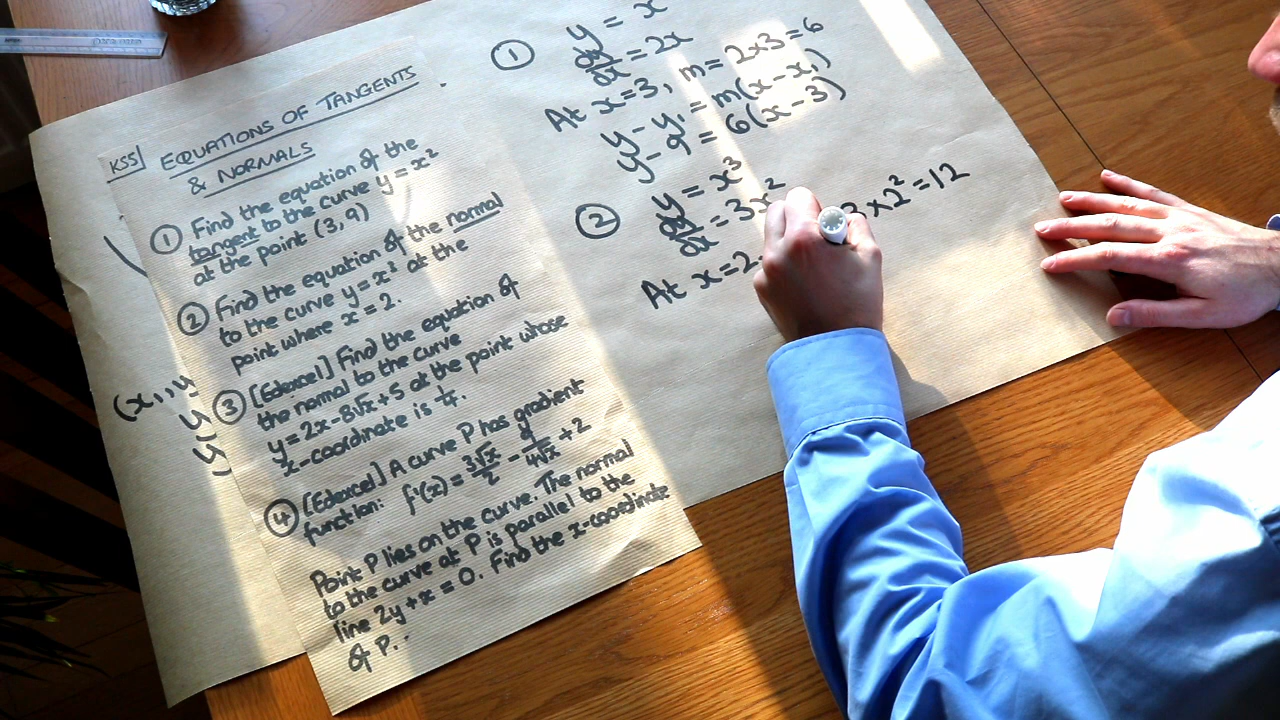 KS5 EQUATIONS OF TANGENTS
& NORMALS
① Find the equation of the
tangent to the curve y = x²
at the point (3, 9)
② Find the equation of the normal
to the curve y = x³ at the
point where x = 2.
③ [Edexcel] Find the equation of
the normal to the curve
y = 2x - 8√x + 5 at the point whose
x-coordinate is ¼.
④ [Edexcel] A curve P has gradient
function: f'(x) = 3√x/2 - 9/4√x + 2
Point P lies on the curve. The normal
to the curve at P is parallel to the
line 2y + x = 0. Find the x-coordinate
of P.
(x₁, y₁
① y = x
dy/dx = 2x
At x = 3, m = 2×3 = 6
y - y₁ = m(x - x₁)
y - 9 = 6(x - 3)
② y = x³
dy/dx = 3x²
At x = 2, 3×2² = 12